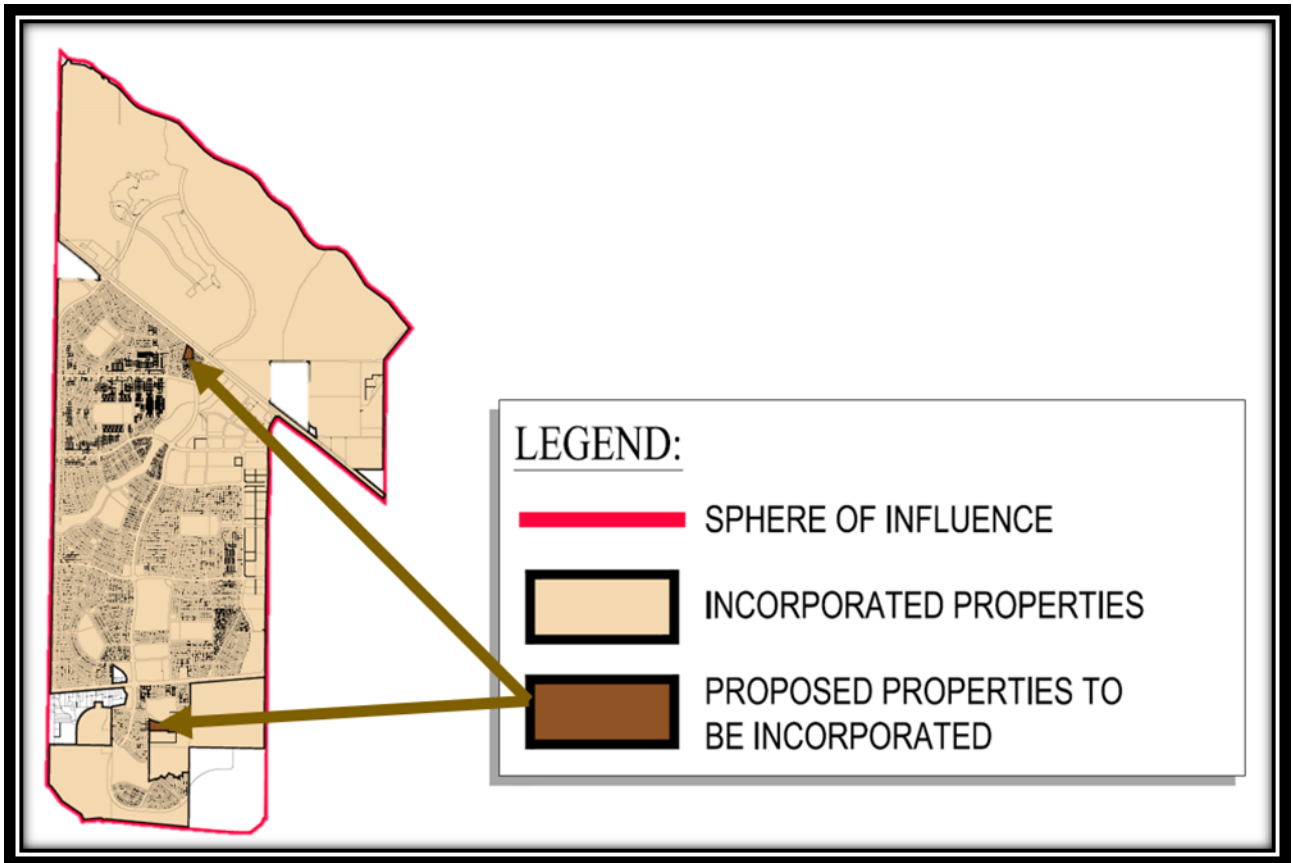 LEGEND:
SPHERE OF INFLUENCE
INCORPORATED PROPERTIES
PROPOSED PROPERTIES TO
BE INCORPORATED